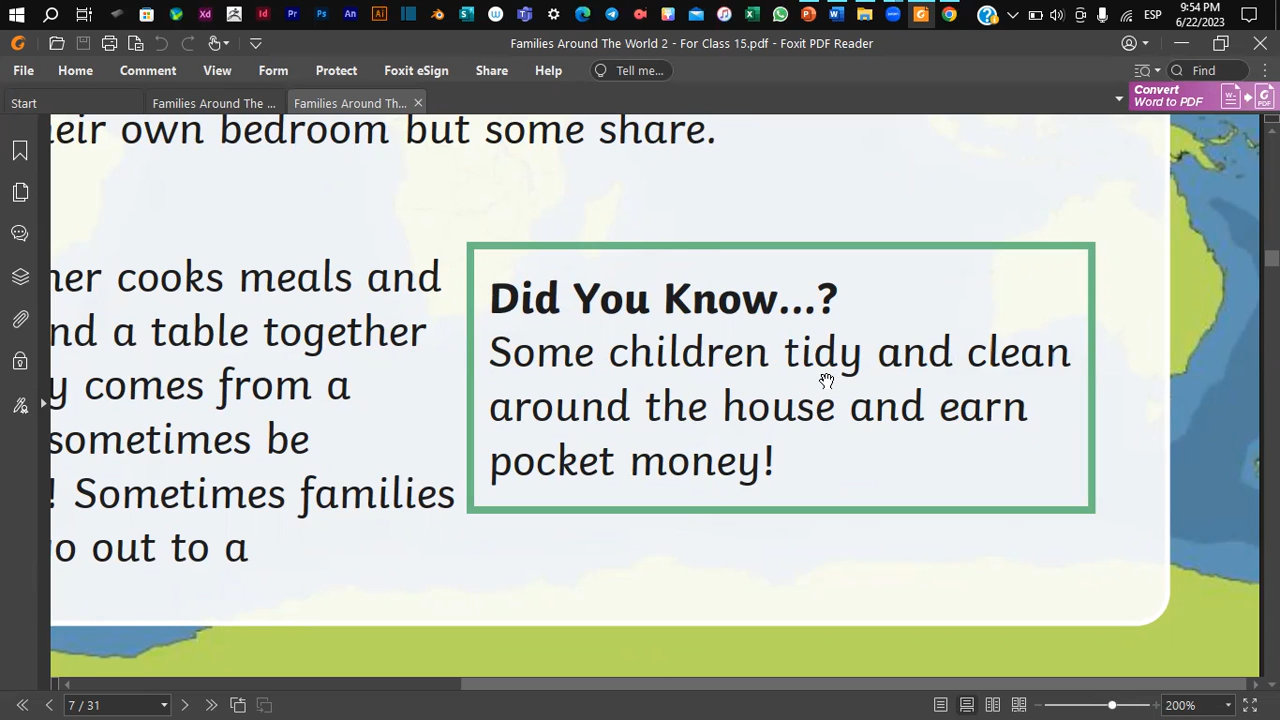 9:54 PM
ESP
6/22/2023
Families Around The World 2 - For Class 15.pdf - Foxit PDF Reader
File Home Comment View Form Protect Foxit eSign Share Help Tell me... Find
Start Families Around The ... Families Around Th... Convert
Word to PDF
their own bedroom but some share.
her cooks meals and
nd a table together
y comes from a
sometimes be
! Sometimes families
go out to a
Did You Know...?
Some children tidy and clean
around the house and earn
pocket money!
7 / 31
200%